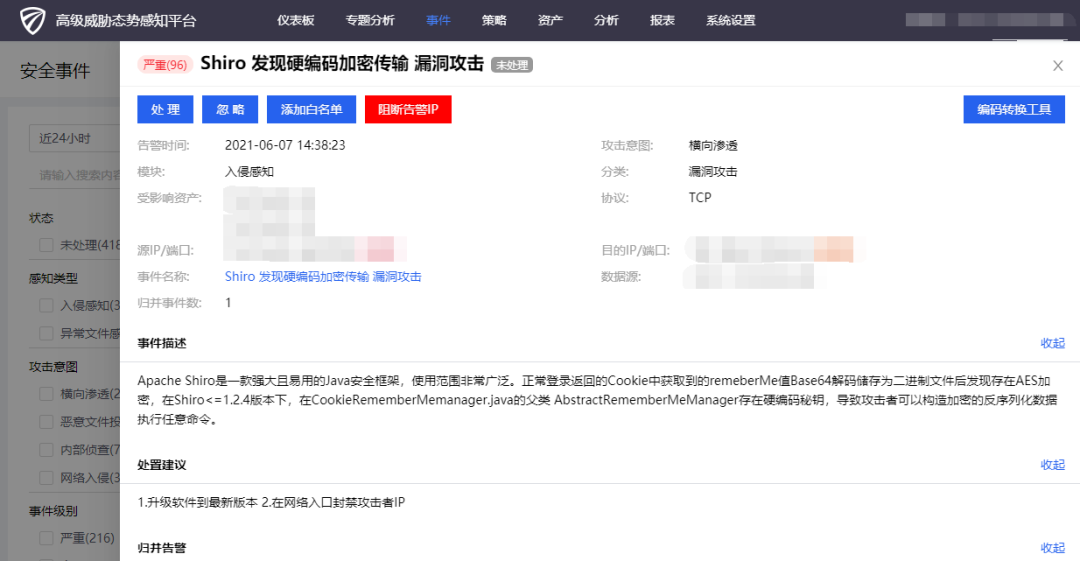 高级威胁态势感知平台 仪表板 专题分析 事件 策略 资产 分析 报表 系统设置
安全事件
近24小时
请输入搜索内容
状态
未处理(418
感知类型
入侵感知(3
异常文件感
攻击意图
横向渗透(2
恶意文件投
内部侦查(7
网络入侵(3
事件级别
严重(216)
严重(96) Shiro 发现硬编码加密传输 漏洞攻击 未处理
处 理 忽 略 添加白名单 阻断告警IP 编码转换工具
告警时间: 2021-06-07 14:38:23 攻击意图: 横向渗透
模块: 入侵感知 分类: 漏洞攻击
受影响资产: 协议: TCP
源IP/端口: 目的IP/端口:
事件名称: Shiro 发现硬编码加密传输 漏洞攻击 数据源:
归并事件数: 1
事件描述 收起
Apache Shiro是一款强大且易用的Java安全框架，使用范围非常广泛。正常登录返回的Cookie中获取到的remeberMe值Base64解码储存为二进制文件后发现存在AES加
密，在Shiro<=1.2.4版本下，在CookieRememberMemanager.java的父类 AbstractRememberMeManager存在硬编码秘钥，导致攻击者可以构造加密的反序列化数据
执行任意命令。
处置建议 收起
1.升级软件到最新版本 2.在网络入口封禁攻击者IP
归并告警 收起